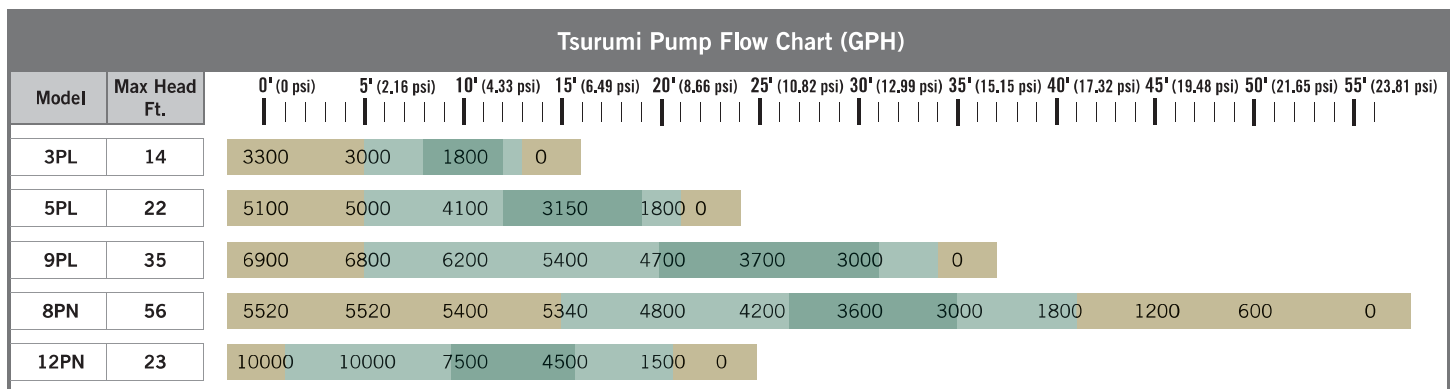 Tsurumi Pump Flow Chart (GPH)
Model Max Head Ft. 0' (0 psi) 5' (2.16 psi) 10' (4.33 psi) 15' (6.49 psi) 20' (8.66 psi) 25' (10.82 psi) 30' (12.99 psi) 35' (15.15 psi) 40' (17.32 psi) 45' (19.48 psi) 50' (21.65 psi) 55' (23.81 psi)
3PL 14 3300 3000 1800 0
5PL 22 5100 5000 4100 3150 1800 0
9PL 35 6900 6800 6200 5400 4700 3700 3000 0
8PN 56 5520 5520 5400 5340 4800 4200 3600 3000 1800 1200 600 0
12PN 23 10000 10000 7500 4500 1500 0